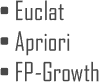 ▪ Euclat
▪ Apriori
▪ FP-Growth